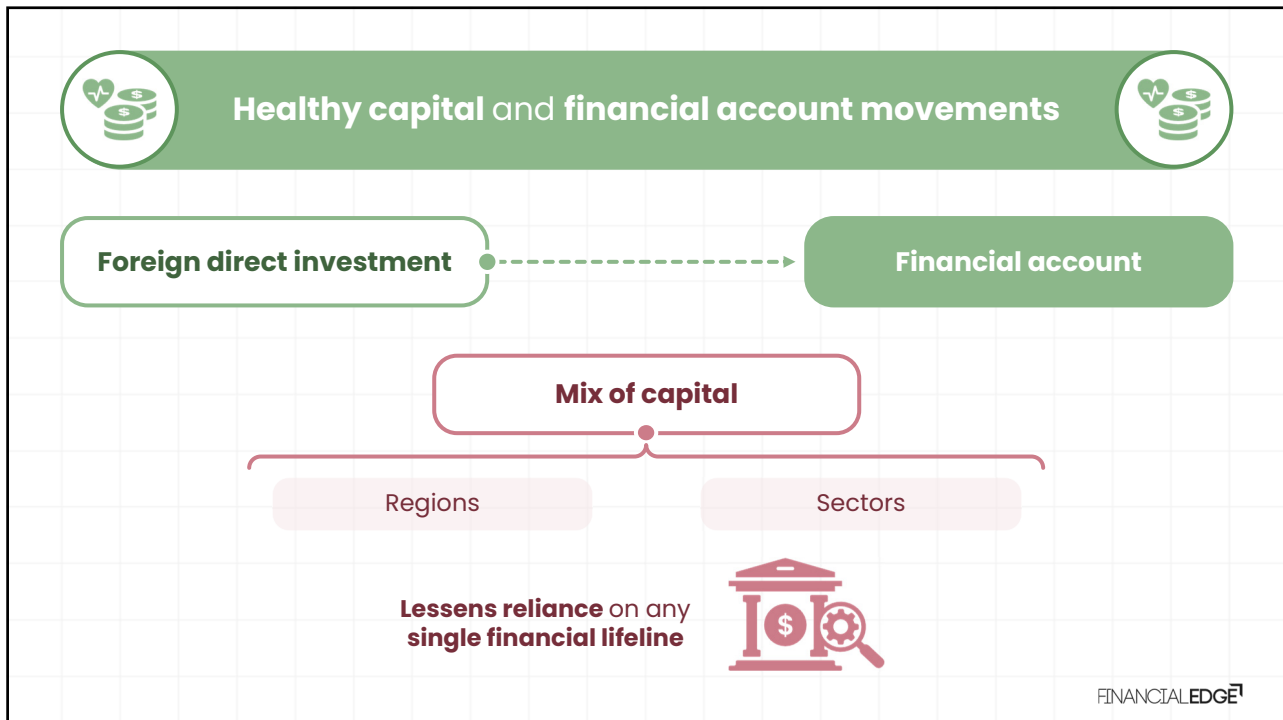 Healthy capital and financial account movements
Foreign direct investment
Financial account
Mix of capital
Regions
Sectors
Lessens reliance on any
single financial lifeline
$
FINANCIALEDGE